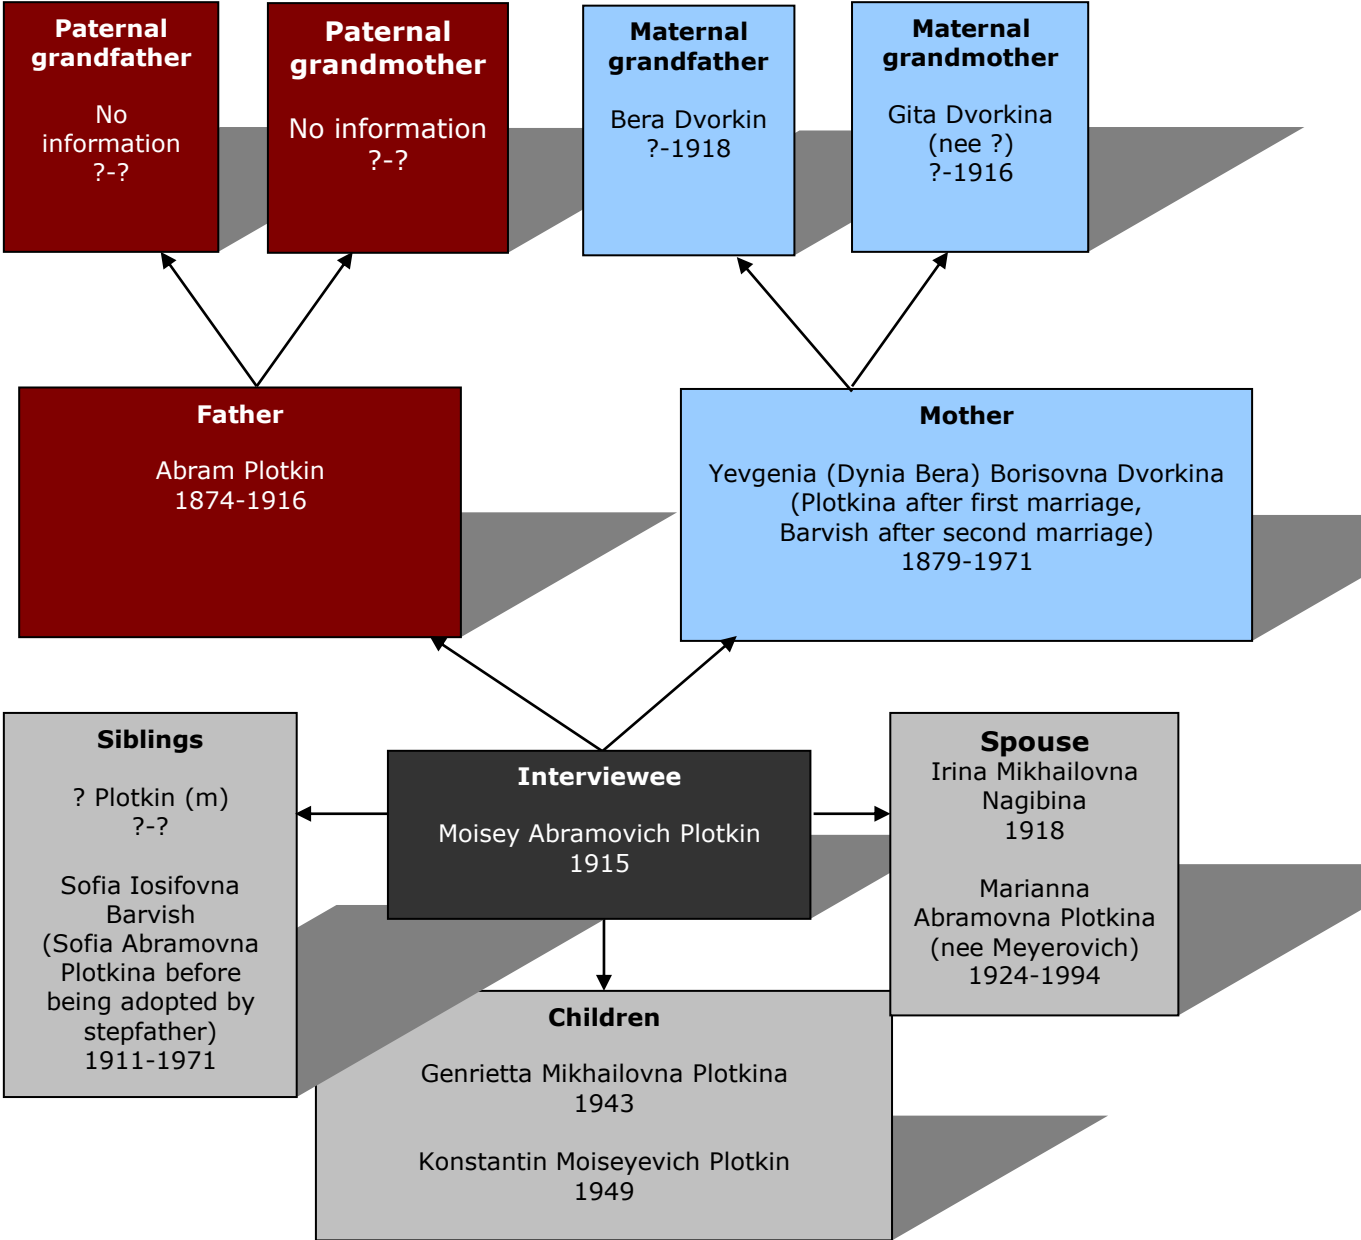 Paternal
grandfather
No
information
?-?
Paternal
grandmother
No information
?-?
Maternal
grandfather
Bera Dvorkin
?-1918
Maternal
grandmother
Gita Dvorkina
(nee ?)
?-1916
Father
Abram Plotkin
1874-1916
Mother
Yevgenia (Dynia Bera) Borisovna Dvorkina
(Plotkina after first marriage,
Barvish after second marriage)
1879-1971
Siblings
? Plotkin (m)
?-?
Sofia Iosifovna
Barvish
(Sofia Abramovna
Plotkina before
being adopted by
stepfather)
1911-1971
Interviewee
Moisey Abramovich Plotkin
1915
Spouse
Irina Mikhailovna
Nagibina
1918
Marianna
Abramovna Plotkina
(nee Meyerovich)
1924-1994
Children
Genrietta Mikhailovna Plotkina
1943
Konstantin Moiseyevich Plotkin
1949